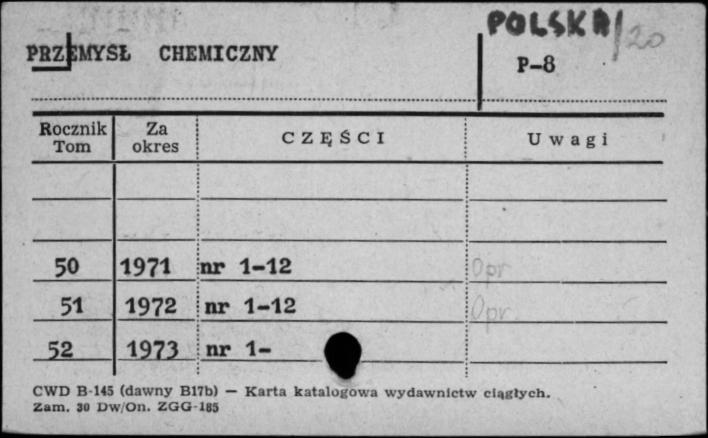 POLSKA/20
PRZEMYSŁ CHEMICZNY
P-8
Rocznik Tom Za okres CZĘŚCI Uwagi
50 1971 nr 1-12 Opr
51 1972 nr 1-12 Opr
52 1973 nr 1-
CWD B-145 (dawny B17b) — Karta katalogowa wydawnictw ciągłych.
Zam. 30 Dw/On. ZGG-185